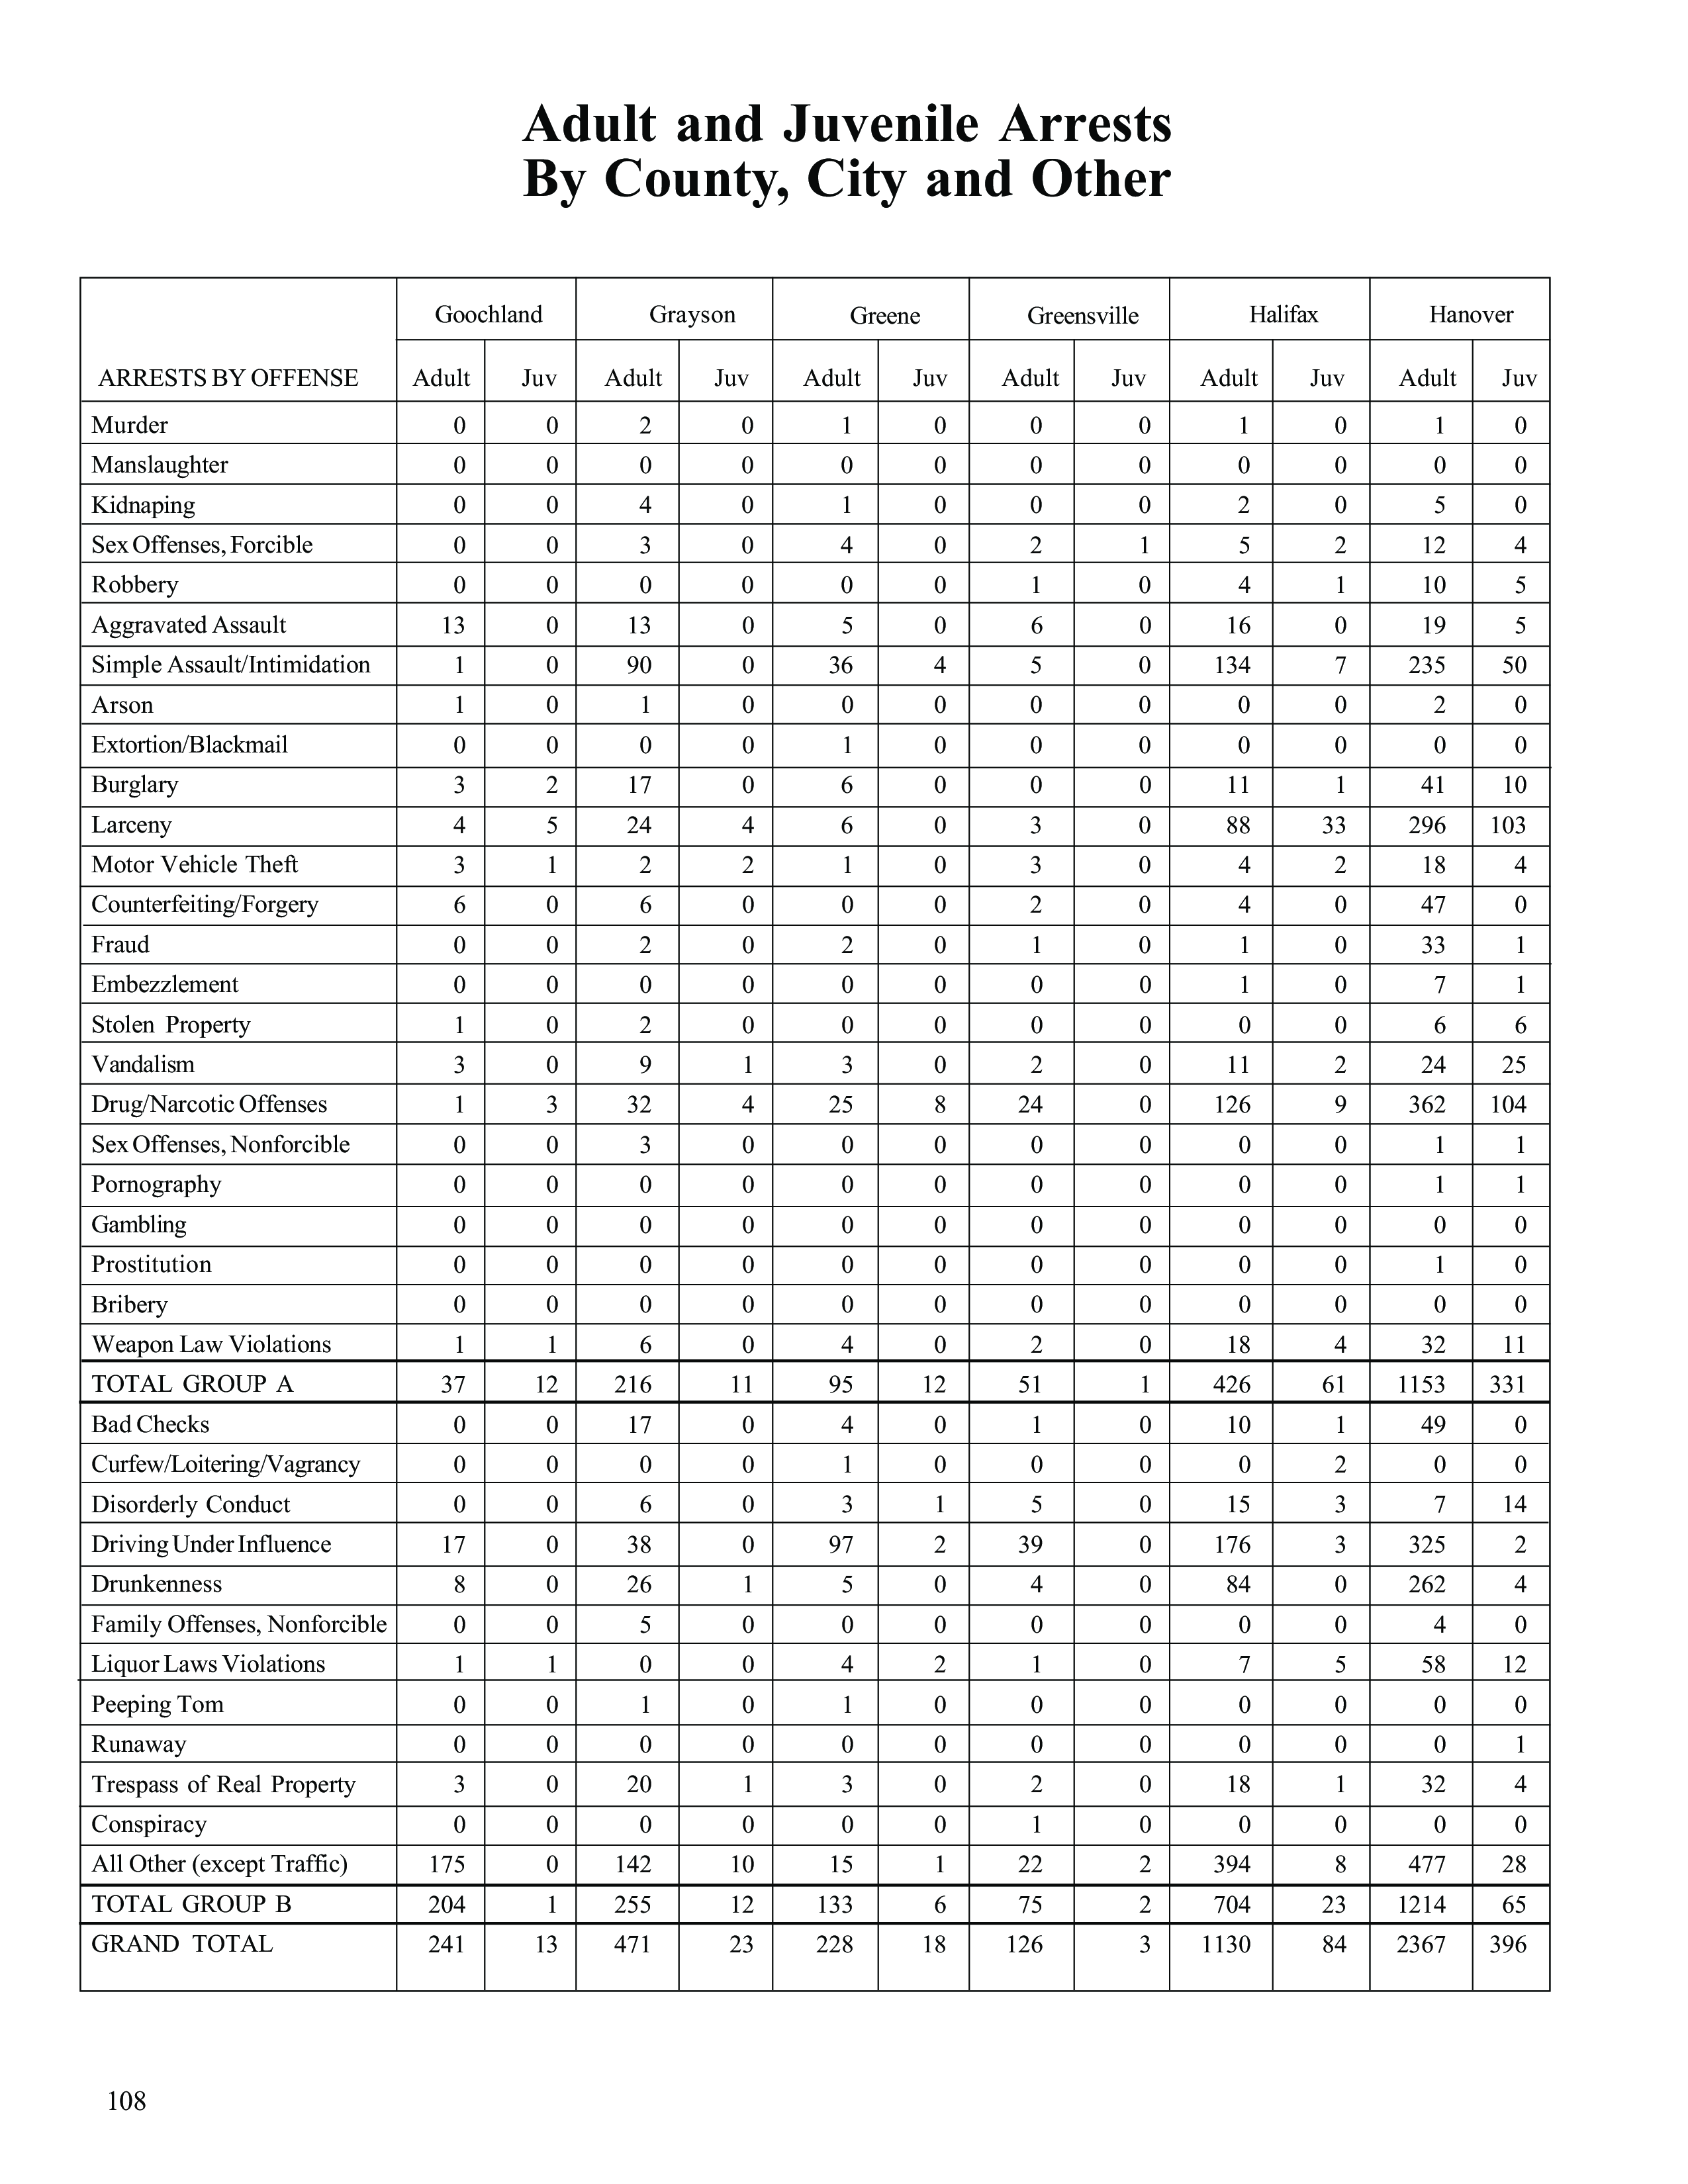 Adult and Juvenile Arrests
By County, City and Other
Goochland Grayson Greene Greensville Halifax Hanover
ARRESTS BY OFFENSE Adult Juv Adult Juv Adult Juv Adult Juv Adult Juv Adult Juv
Murder 0 0 2 0 1 0 0 0 1 0 1 0
Manslaughter 0 0 0 0 0 0 0 0 0 0 0 0
Kidnaping 0 0 4 0 1 0 0 0 2 0 5 0
Sex Offenses, Forcible 0 0 3 0 4 0 2 1 5 2 12 4
Robbery 0 0 0 0 0 0 1 0 4 1 10 5
Aggravated Assault 13 0 13 0 5 0 6 0 16 0 19 5
Simple Assault/Intimidation 1 0 90 0 36 4 5 0 134 7 235 50
Arson 1 0 1 0 0 0 0 0 0 0 2 0
Extortion/Blackmail 0 0 0 0 1 0 0 0 0 0 0 0
Burglary 3 2 17 0 6 0 0 0 11 1 41 10
Larceny 4 5 24 4 6 0 3 0 88 33 296 103
Motor Vehicle Theft 3 1 2 2 1 0 3 0 4 2 18 4
Counterfeiting/Forgery 6 0 6 0 0 0 2 0 4 0 47 0
Fraud 0 0 2 0 2 0 1 0 1 0 33 1
Embezzlement 0 0 0 0 0 0 0 0 1 0 7 1
Stolen Property 1 0 2 0 0 0 0 0 0 0 6 6
Vandalism 3 0 9 1 3 0 2 0 11 2 24 25
Drug/Narcotic Offenses 1 3 32 4 25 8 24 0 126 9 362 104
Sex Offenses, Nonforcible 0 0 3 0 0 0 0 0 0 0 1 1
Pornography 0 0 0 0 0 0 0 0 0 0 1 1
Gambling 0 0 0 0 0 0 0 0 0 0 0 0
Prostitution 0 0 0 0 0 0 0 0 0 0 1 0
Bribery 0 0 0 0 0 0 0 0 0 0 0 0
Weapon Law Violations 1 1 6 0 4 0 2 0 18 4 32 11
TOTAL GROUP A 37 12 216 11 95 12 51 1 426 61 1153 331
Bad Checks 0 0 17 0 4 0 1 0 10 1 49 0
Curfew/Loitering/Vagrancy 0 0 0 0 1 0 0 0 0 2 0 0
Disorderly Conduct 0 0 6 0 3 1 5 0 15 3 7 14
Driving Under Influence 17 0 38 0 97 2 39 0 176 3 325 2
Drunkenness 8 0 26 1 5 0 4 0 84 0 262 4
Family Offenses, Nonforcible 0 0 5 0 0 0 0 0 0 0 4 0
Liquor Laws Violations 1 1 0 0 4 2 1 0 7 5 58 12
Peeping Tom 0 0 1 0 1 0 0 0 0 0 0 0
Runaway 0 0 0 0 0 0 0 0 0 0 0 1
Trespass of Real Property 3 0 20 1 3 0 2 0 18 1 32 4
Conspiracy 0 0 0 0 0 0 1 0 0 0 0 0
All Other (except Traffic) 175 0 142 10 15 1 22 2 394 8 477 28
TOTAL GROUP B 204 1 255 12 133 6 75 2 704 23 1214 65
GRAND TOTAL 241 13 471 23 228 18 126 3 1130 84 2367 396
108